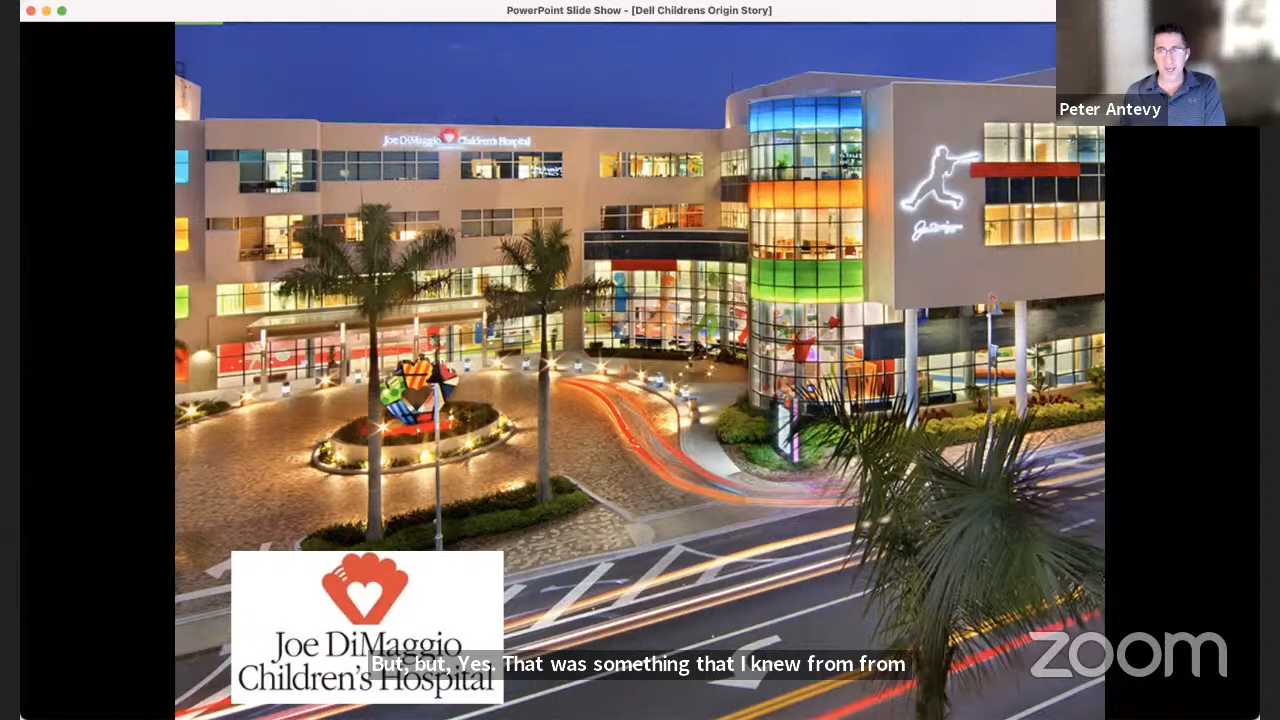 PowerPoint Slide Show - [Dell Childrens Origin Story]
Peter Antevy
Joe DiMaggio Children's Hospital
Joe DiMaggio
Children's Hospital
But, but, Yes. That was something that I knew from from
zoom